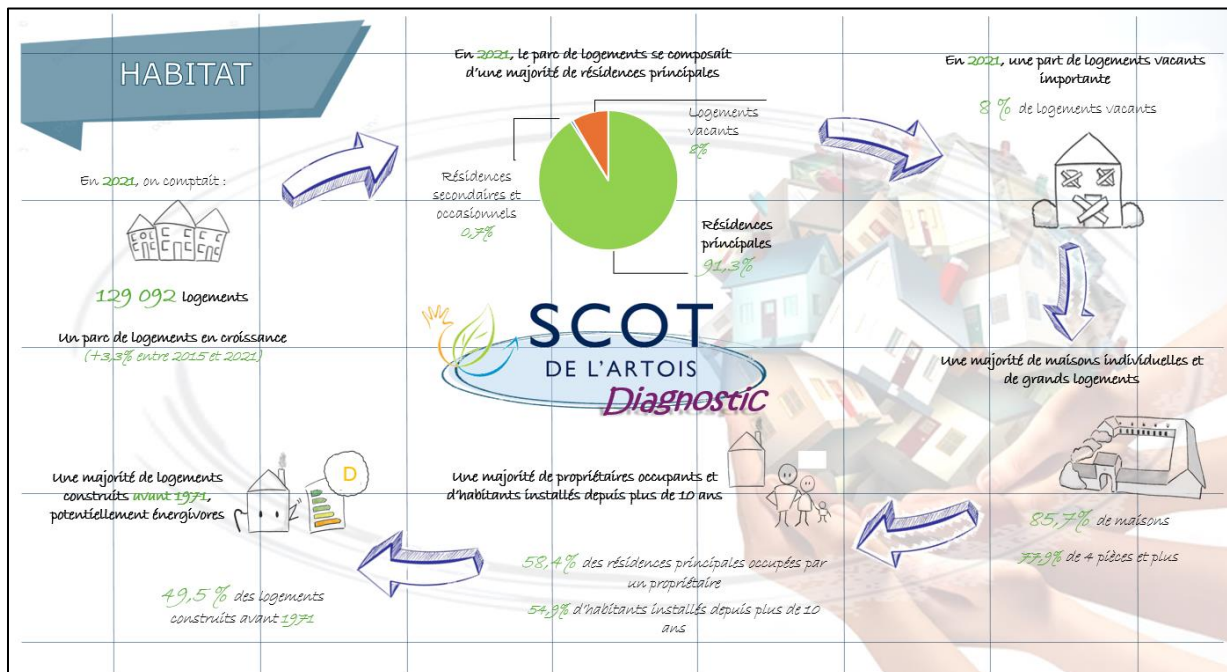 HABITAT
En 2021, on comptait :
129 092 logements
Un parc de logements en croissance
(+3,3% entre 2015 et 2021)
En 2021, le parc de logements se composait
d'une majorité de résidences principales
Logements
vacants
8%
Résidences
secondaires et
occasionnels
0,7%
Résidences
principales
91,3%
En 2021, une part de logements vacants
importante
8 % de logements vacants
Une majorité de maisons individuelles et
de grands logements
85,7% de maisons
77,9% de 4 pièces et plus
SCOT
DE L'ARTOIS
Diagnostic
Une majorité de propriétaires occupants et
d'habitants installés depuis plus de 10 ans
58,4% des résidences principales occupées par
un propriétaire
54,9% d'habitants installés depuis plus de 10
ans
Une majorité de logements
construits avant 1971,
potentiellement énergivores
D
49,5 % des logements
construits avant 1971